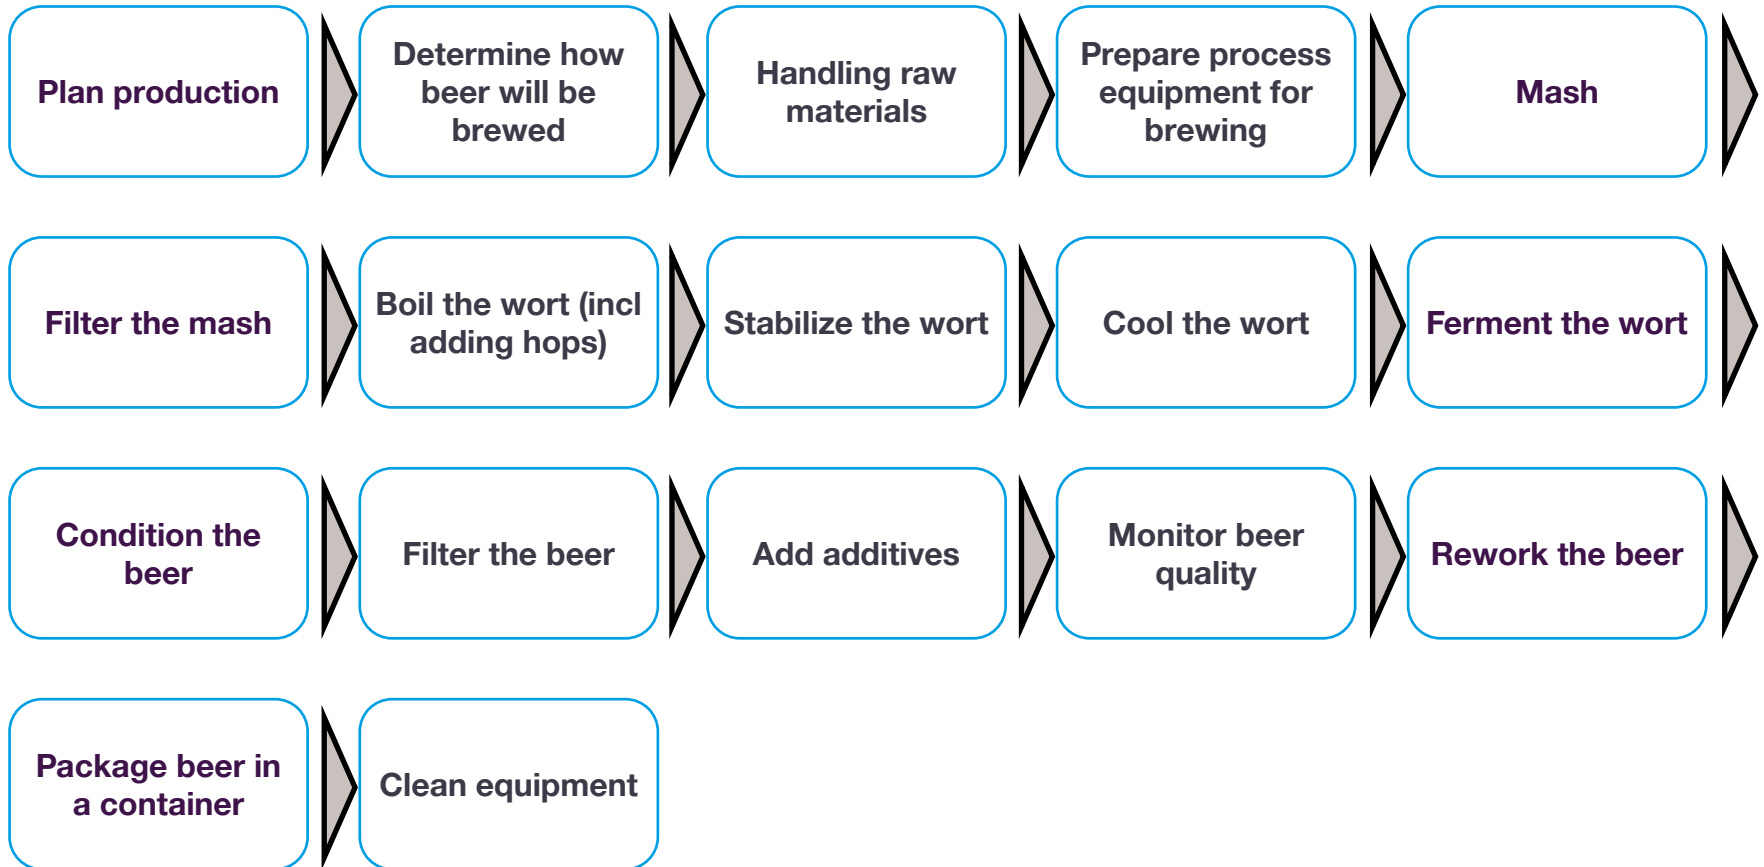 Plan production
Determine how
beer will be
brewed
Handling raw
materials
Prepare process
equipment for
brewing
Mash
Filter the mash
Boil the wort (incl
adding hops)
Stabilize the wort
Cool the wort
Ferment the wort
Condition the
beer
Filter the beer
Add additives
Monitor beer
quality
Rework the beer
Package beer in
a container
Clean equipment